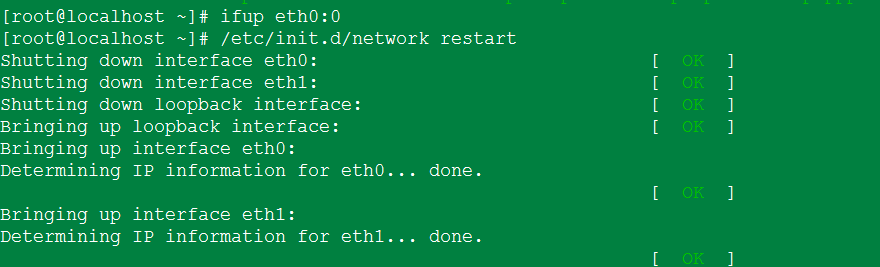 [root@localhost ~]# ifup eth0:0
[root@localhost ~]# /etc/init.d/network restart
Shutting down interface eth0:                              [  OK  ]
Shutting down interface eth1:                              [  OK  ]
Shutting down loopback interface:                          [  OK  ]
Bringing up loopback interface:                            [  OK  ]
Bringing up interface eth0:
Determining IP information for eth0... done.
                                                           [  OK  ]
Bringing up interface eth1:
Determining IP information for eth1... done.
                                                           [  OK  ]